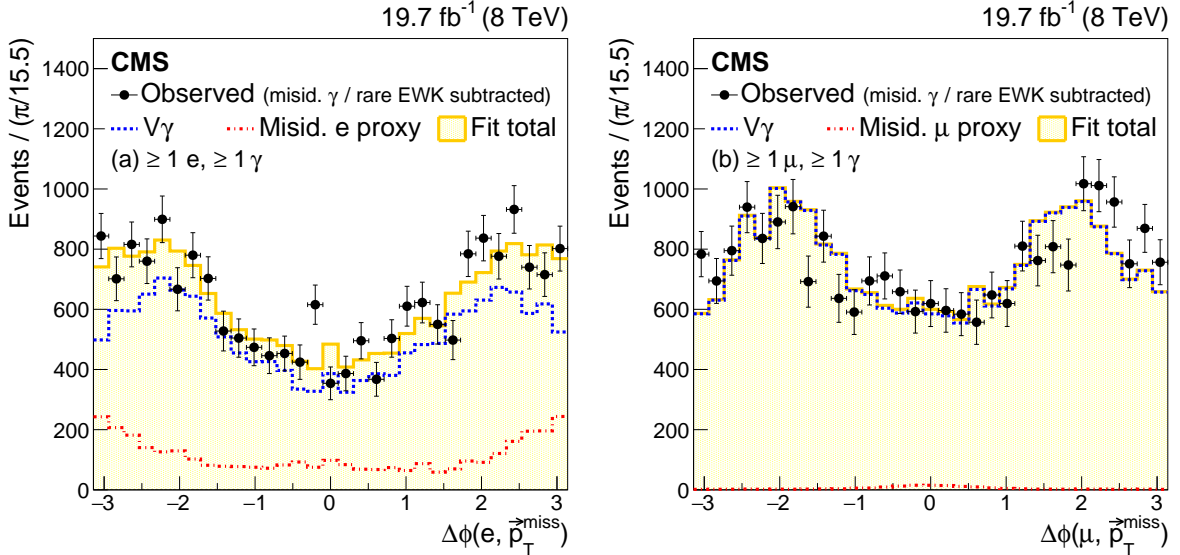 19.7 fb⁻¹ (8 TeV)
CMS
Observed (misid. γ / rare EWK subtracted)
Vγ Misid. e proxy Fit total
(a) ≥ 1 e, ≥ 1 γ
Events / (π/15.5)
1400
1200
1000
800
600
400
200
0
−3 −2 −1 0 1 2 3
Δϕ(e, p⃗_T^miss)
19.7 fb⁻¹ (8 TeV)
CMS
Observed (misid. γ / rare EWK subtracted)
Vγ Misid. μ proxy Fit total
(b) ≥ 1 μ, ≥ 1 γ
Events / (π/15.5)
1400
1200
1000
800
600
400
200
0
−3 −2 −1 0 1 2 3
Δϕ(μ, p⃗_T^miss)